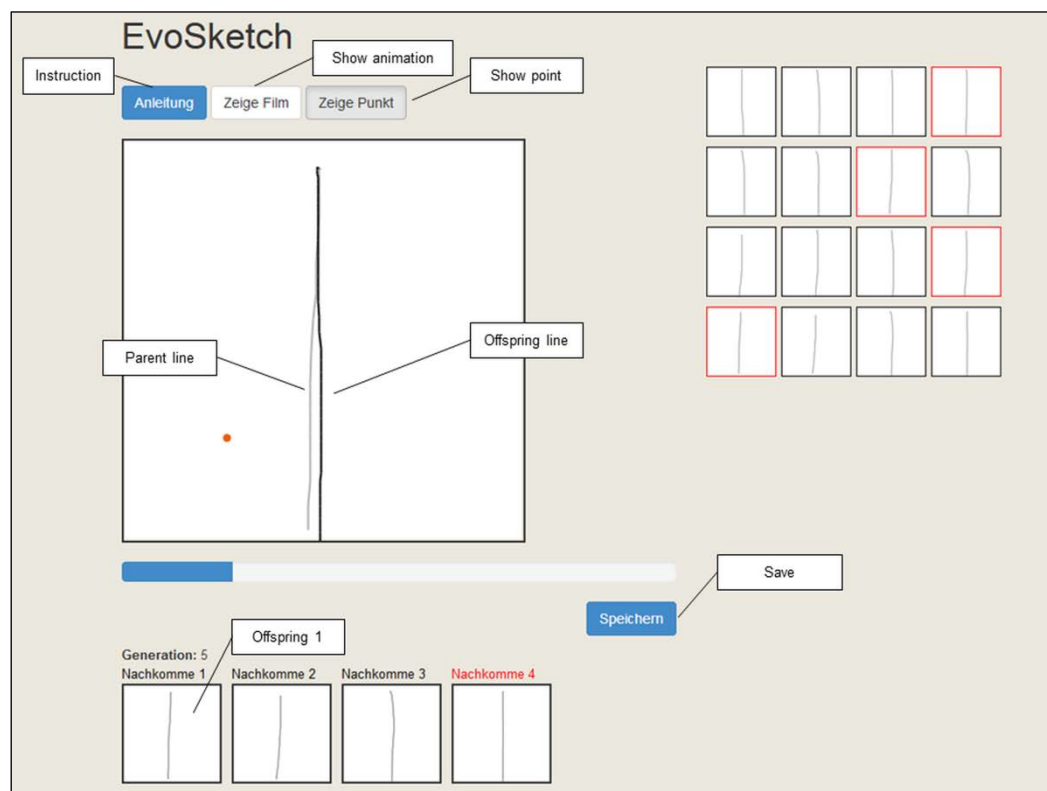 EvoSketch
Show animation
Instruction
Show point
Anleitung
Zeige Film
Zeige Punkt
Parent line
Offspring line
Save
Speichern
Offspring 1
Generation: 5
Nachkomme 1
Nachkomme 2
Nachkomme 3
Nachkomme 4